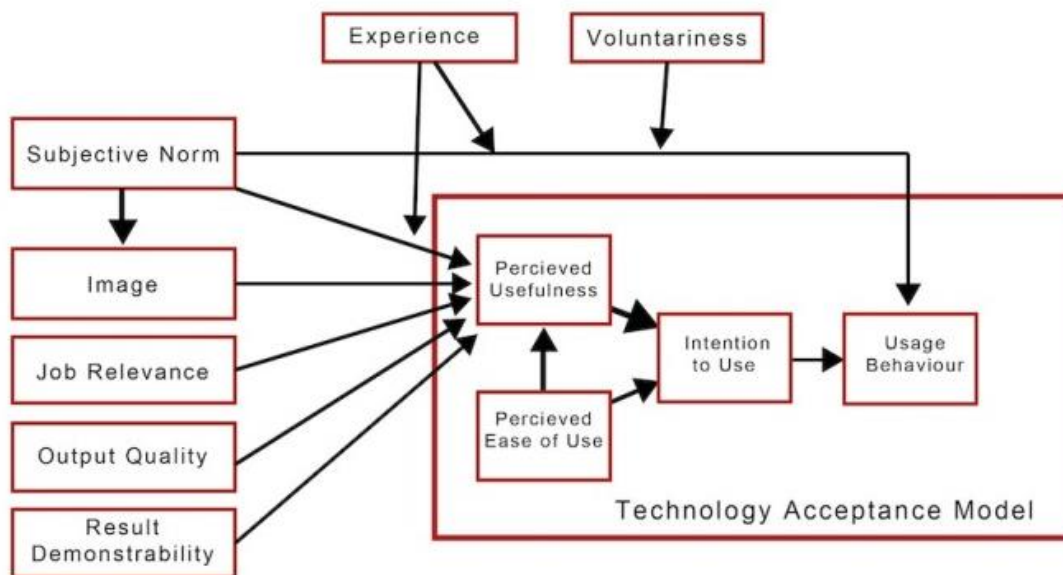 Experience
Voluntariness
Subjective Norm
Image
Job Relevance
Output Quality
Result
Demonstrability
Percieved
Usefulness
Percieved
Ease of Use
Intention
to Use
Usage
Behaviour
Technology Acceptance Model